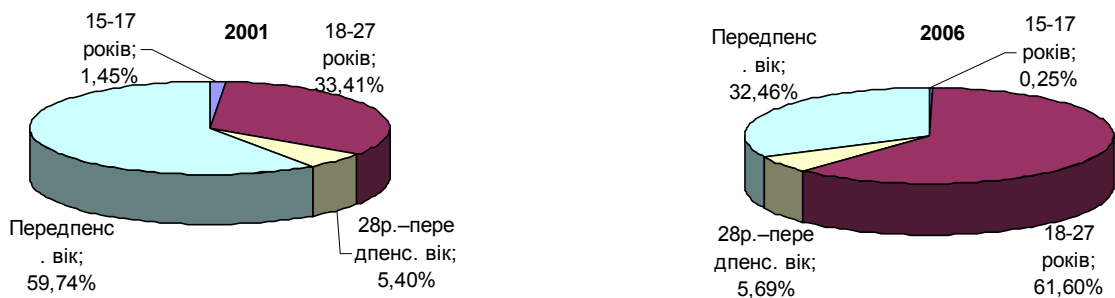 2001
15-17
років;
1,45%
18-27
років;
33,41%
Передпенс
. вік;
59,74%
28р.–пере
дпенс. вік;
5,40%
2006
Передпенс
. вік;
32,46%
15-17
років;
0,25%
28р.–пере
дпенс. вік;
5,69%
18-27
років;
61,60%